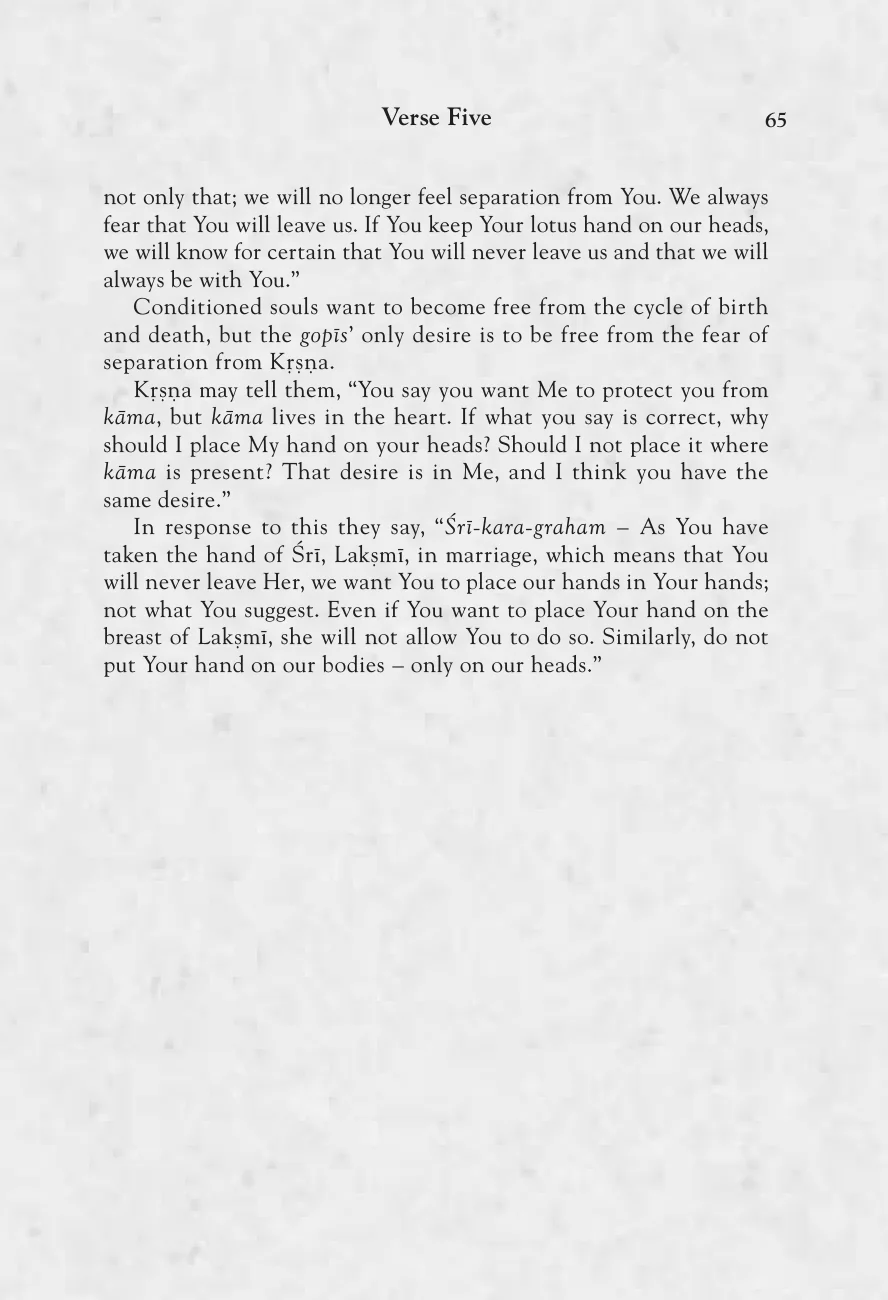 Verse Five 65
not only that; we will no longer feel separation from You. We always
fear that You will leave us. If You keep Your lotus hand on our heads,
we will know for certain that You will never leave us and that we will
always be with You.”
Conditioned souls want to become free from the cycle of birth
and death, but the gopīs’ only desire is to be free from the fear of
separation from Kṛṣṇa.
Kṛṣṇa may tell them, “You say you want Me to protect you from
kāma, but kāma lives in the heart. If what you say is correct, why
should I place My hand on your heads? Should I not place it where
kāma is present? That desire is in Me, and I think you have the
same desire.”
In response to this they say, “Śrī-kara-graham – As You have
taken the hand of Śrī, Lakṣmī, in marriage, which means that You
will never leave Her, we want You to place our hands in Your hands;
not what You suggest. Even if You want to place Your hand on the
breast of Lakṣmī, she will not allow You to do so. Similarly, do not
put Your hand on our bodies – only on our heads.”